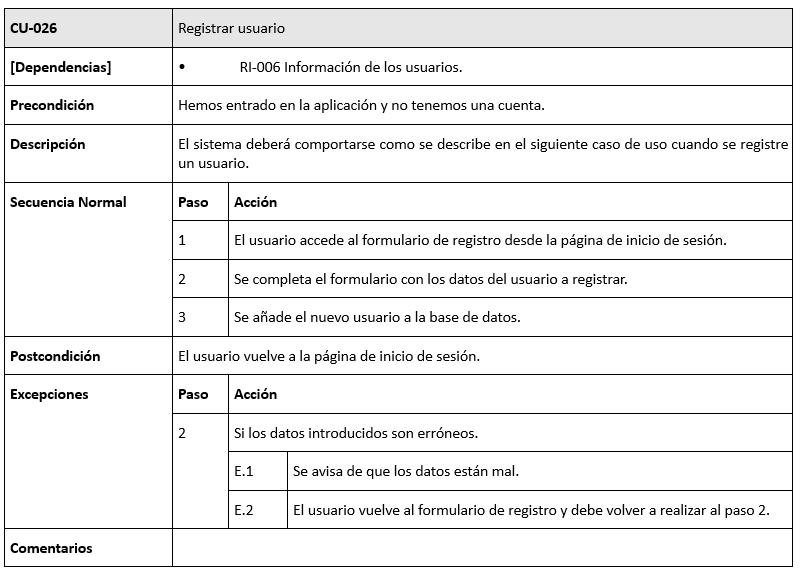 CU-026 Registrar usuario
[Dependencias] • RI-006 Información de los usuarios.
Precondición Hemos entrado en la aplicación y no tenemos una cuenta.
Descripción El sistema deberá comportarse como se describe en el siguiente caso de uso cuando se registre
un usuario.
Secuencia Normal Paso Acción
1 El usuario accede al formulario de registro desde la página de inicio de sesión.
2 Se completa el formulario con los datos del usuario a registrar.
3 Se añade el nuevo usuario a la base de datos.
Postcondición El usuario vuelve a la página de inicio de sesión.
Excepciones Paso Acción
2 Si los datos introducidos son erróneos.
E.1 Se avisa de que los datos están mal.
E.2 El usuario vuelve al formulario de registro y debe volver a realizar al paso 2.
Comentarios